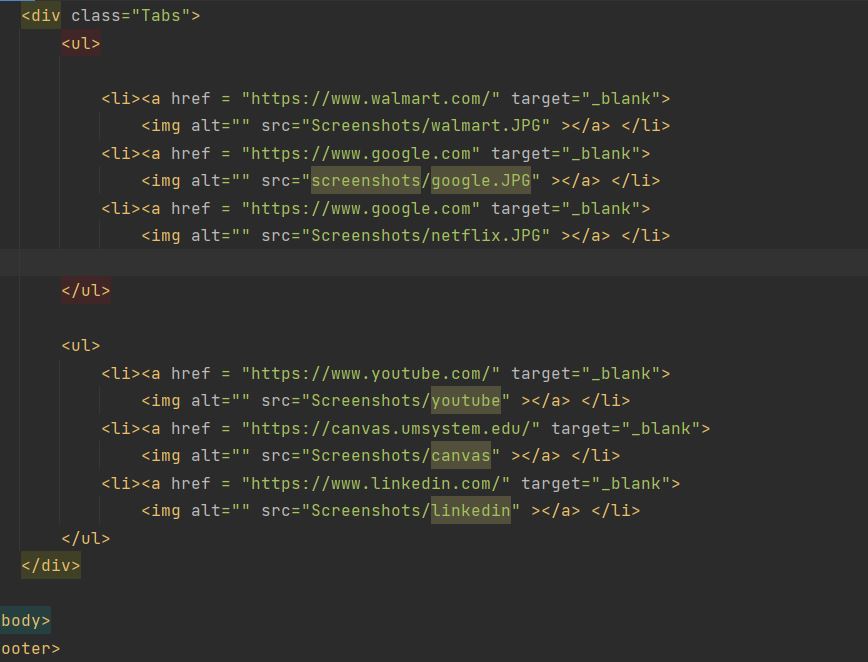 <div class="Tabs">
<ul>
<li><a href = "https://www.walmart.com/" target="_blank">
<img alt="" src="Screenshots/walmart.JPG" ></a> </li>
<li><a href = "https://www.google.com" target="_blank">
<img alt="" src="screenshots/google.JPG" ></a> </li>
<li><a href = "https://www.google.com" target="_blank">
<img alt="" src="Screenshots/netflix.JPG" ></a> </li>
</ul>
<ul>
<li><a href = "https://www.youtube.com/" target="_blank">
<img alt="" src="Screenshots/youtube" ></a> </li>
<li><a href = "https://canvas.umsystem.edu/" target="_blank">
<img alt="" src="Screenshots/canvas" ></a> </li>
<li><a href = "https://www.linkedin.com/" target="_blank">
<img alt="" src="Screenshots/linkedin" ></a> </li>
</ul>
</div>
body>
ooter>